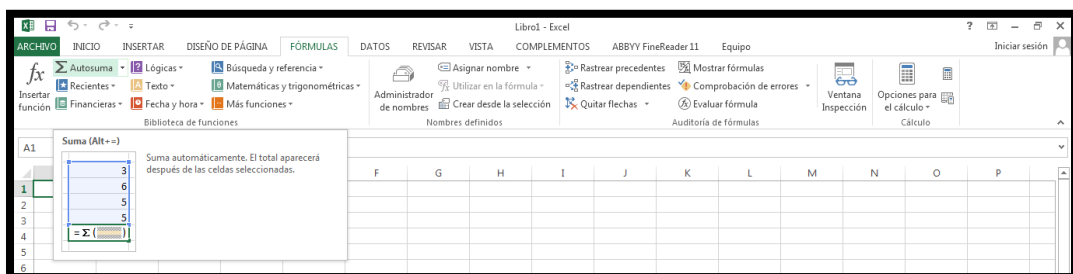 Libro1 - Excel
ARCHIVO INICIO INSERTAR DISEÑO DE PÁGINA FÓRMULAS DATOS REVISAR VISTA COMPLEMENTOS ABBYY FineReader 11 Equipo Iniciar sesión
fx Insertar función
Σ Autosuma
Recientes
Financieras
Lógicas
Texto
Fecha y hora
Búsqueda y referencia
Matemáticas y trigonométricas
Más funciones
Biblioteca de funciones
Administrador de nombres
Asignar nombre
Utilizar en la fórmula
Crear desde la selección
Nombres definidos
Rastrear precedentes
Rastrear dependientes
Quitar flechas
Mostrar fórmulas
Comprobación de errores
Evaluar fórmula
Auditoría de fórmulas
Ventana Inspección
Opciones para el cálculo
Cálculo
A1
Suma (Alt+=)
Suma automáticamente. El total aparecerá
después de las celdas seleccionadas.
3
6
5
5
= Σ ( )
F G H I J K L M N O P
1
2
3
4
5
6